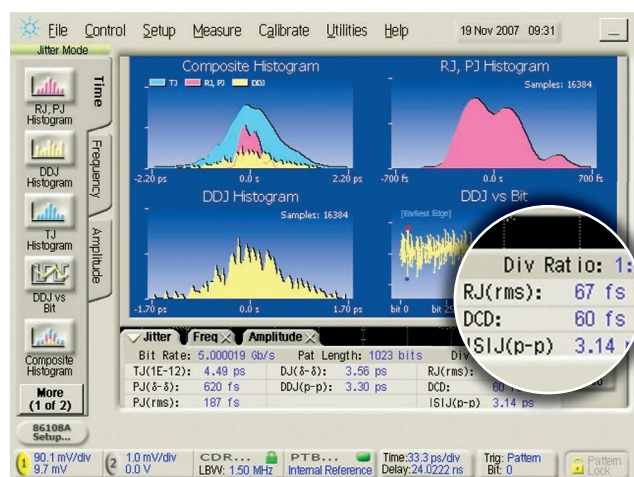 File Control Setup Measure Calibrate Utilities Help 19 Nov 2007 09:31
Jitter Mode
Time
Frequency
Amplitude
RJ, PJ
Histogram
DDJ
Histogram
TJ
Histogram
DDJ vs
Bit
Composite
Histogram
More
(1 of 2)
86108A
Setup...
Composite Histogram
TJ RJ, PJ DDJ
-2.20 ps 0.0 s 2.20 ps
RJ, PJ Histogram
Samples: 16384
-700 fs 0.0 s 700 fs
DDJ Histogram
Samples: 16384
-1.70 ps 0.0 s 1.70 ps
DDJ vs Bit
[Earliest Edge]
bit 0
Div Ratio: 1:
RJ(rms): 67 fs
DCD: 60 fs
ISIJ(p-p) 3.14
Jitter Freq Amplitude
Bit Rate: 5.000019 Gb/s Pat Length: 1023 bits Div
TJ(1E-12): 4.49 ps DJ(δ-δ): 3.56 ps RJ(rms):
PJ(δ-δ): 620 fs DDJ(p-p): 3.30 ps DCD:
PJ(rms): 187 fs ISIJ(p-p) 3.14 ps
1 90.1 mV/div
9.7 mV
2 1.0 mV/div
0.0 V
CDR...
LBW: 1.50 MHz
PTB...
Internal Reference
Time:33.3 ps/div
Delay:24.0222 ns
Trig: Pattern
Bit: 0
Pattern
Lock